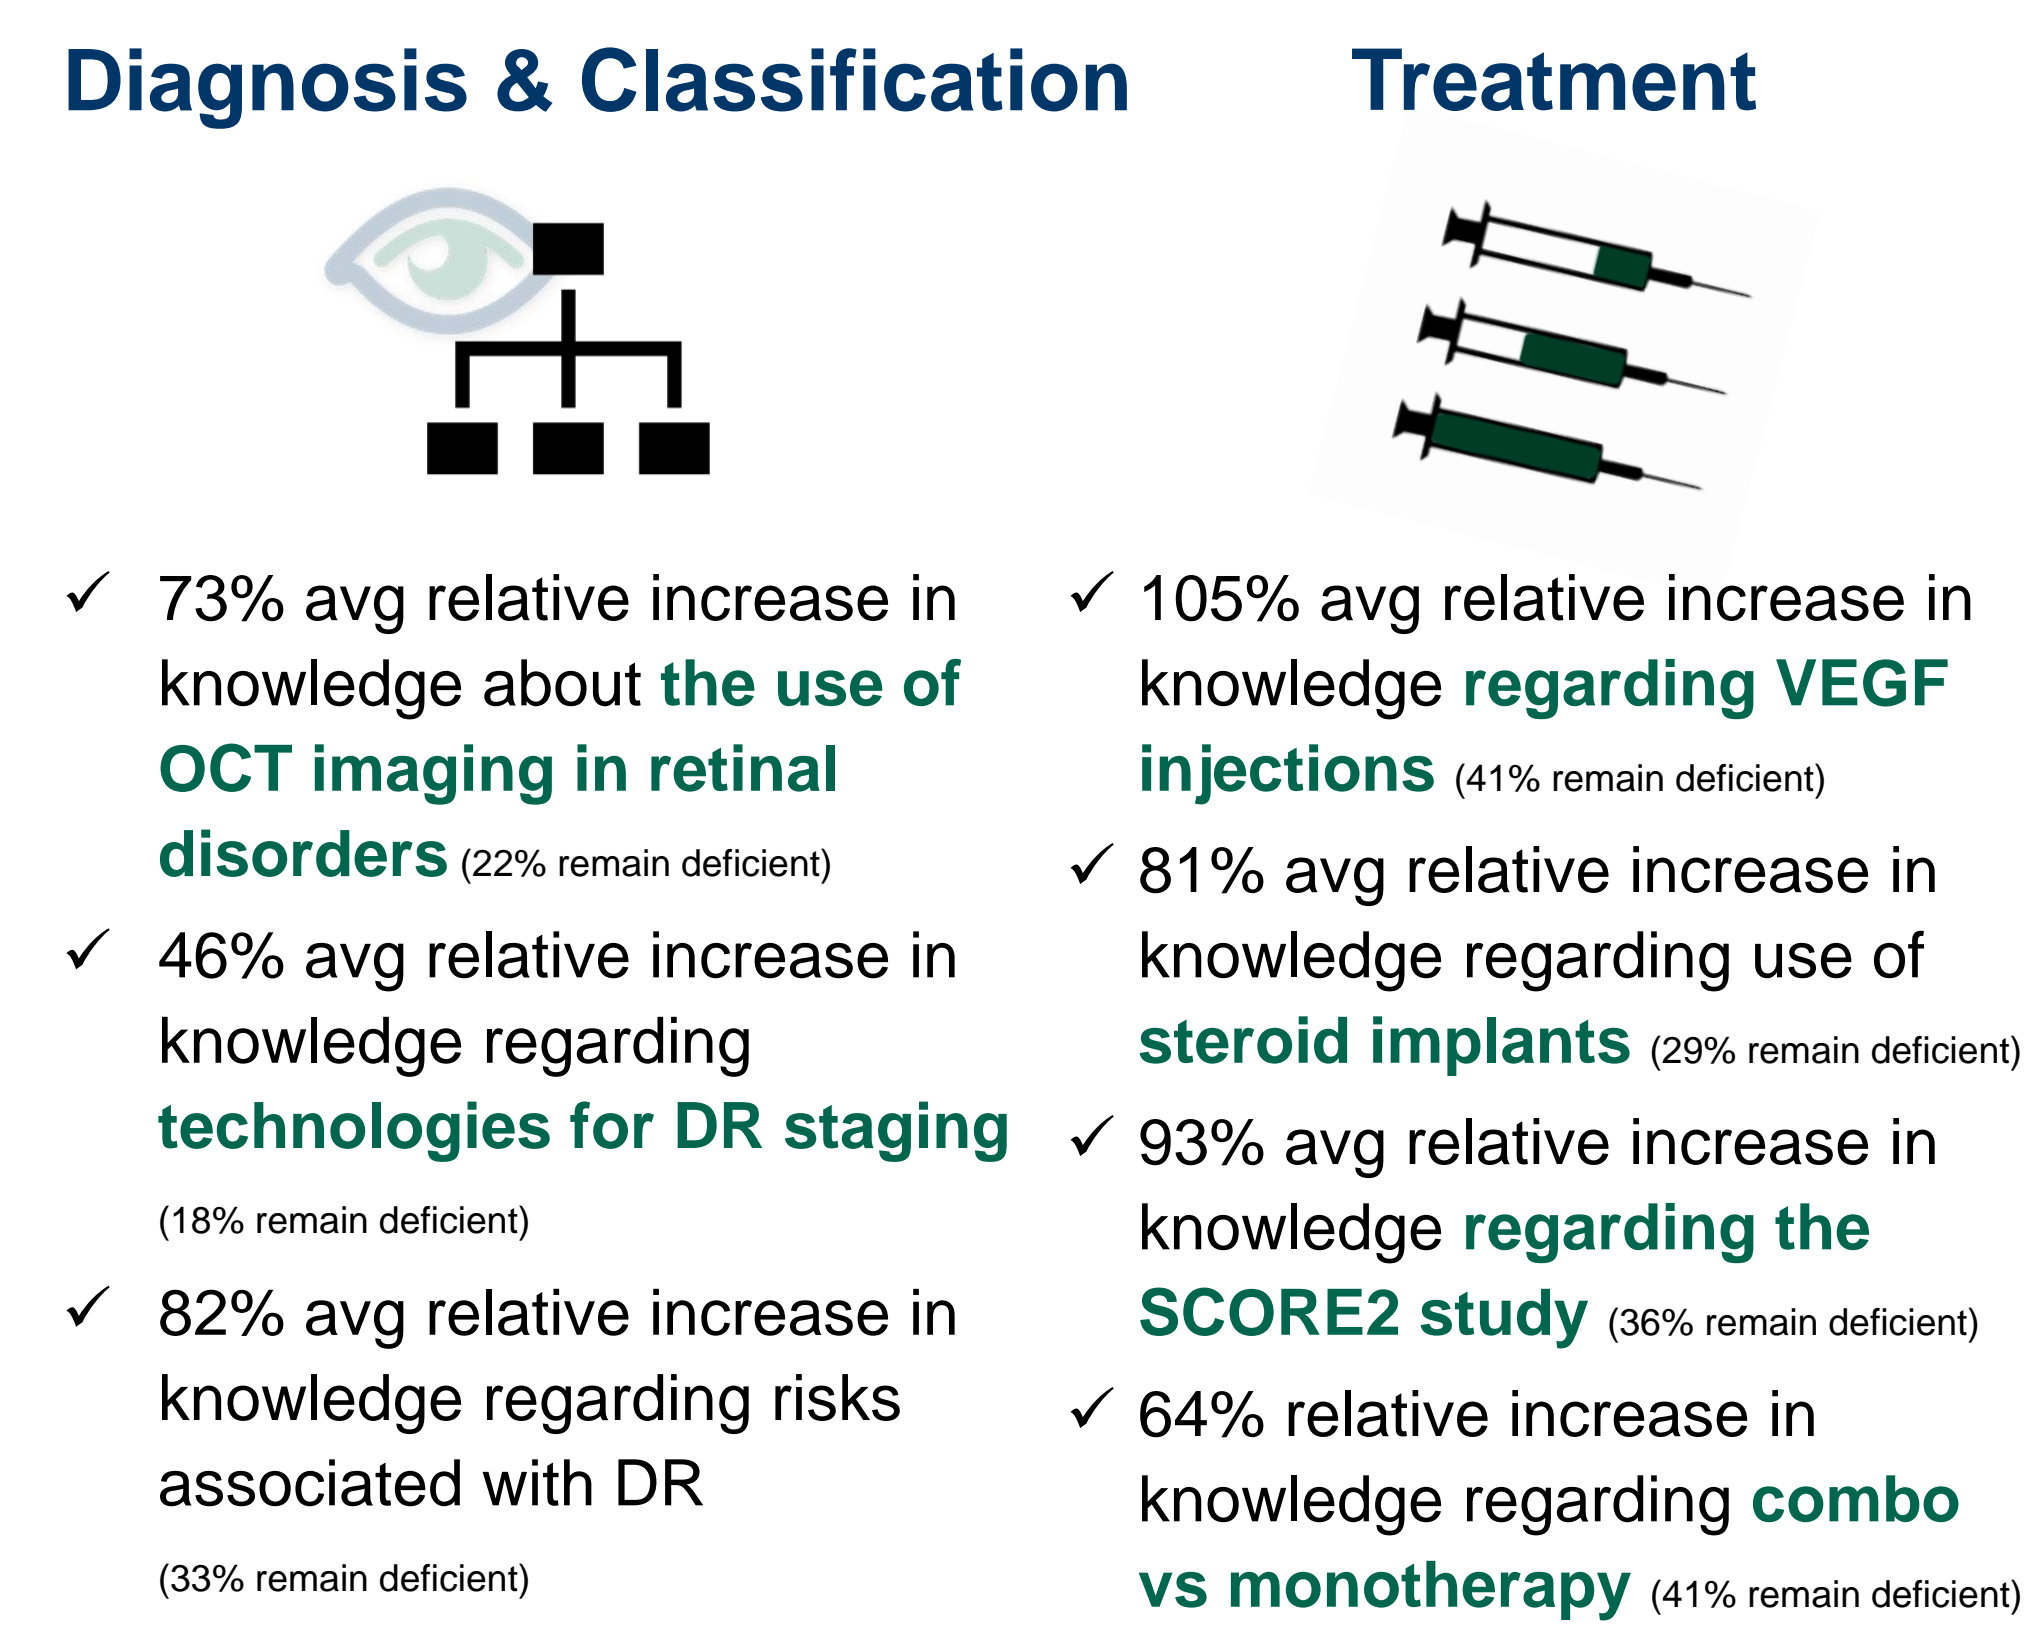 Diagnosis & Classification
✓ 73% avg relative increase in
knowledge about the use of
OCT imaging in retinal
disorders (22% remain deficient)
✓ 46% avg relative increase in
knowledge regarding
technologies for DR staging
(18% remain deficient)
✓ 82% avg relative increase in
knowledge regarding risks
associated with DR
(33% remain deficient)
Treatment
✓ 105% avg relative increase in
knowledge regarding VEGF
injections (41% remain deficient)
✓ 81% avg relative increase in
knowledge regarding use of
steroid implants (29% remain deficient)
✓ 93% avg relative increase in
knowledge regarding the
SCORE2 study (36% remain deficient)
✓ 64% relative increase in
knowledge regarding combo
vs monotherapy (41% remain deficient)